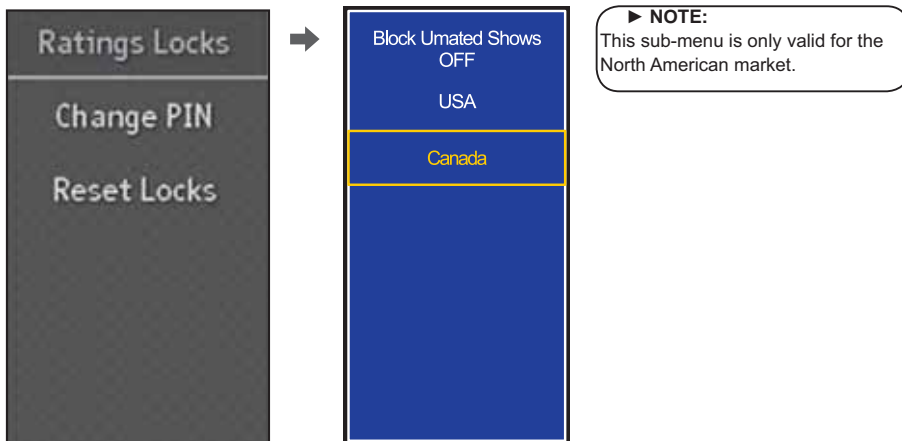 Ratings Locks
Change PIN
Reset Locks
Block Umated Shows
OFF
USA
Canada
► NOTE:
This sub-menu is only valid for the
North American market.